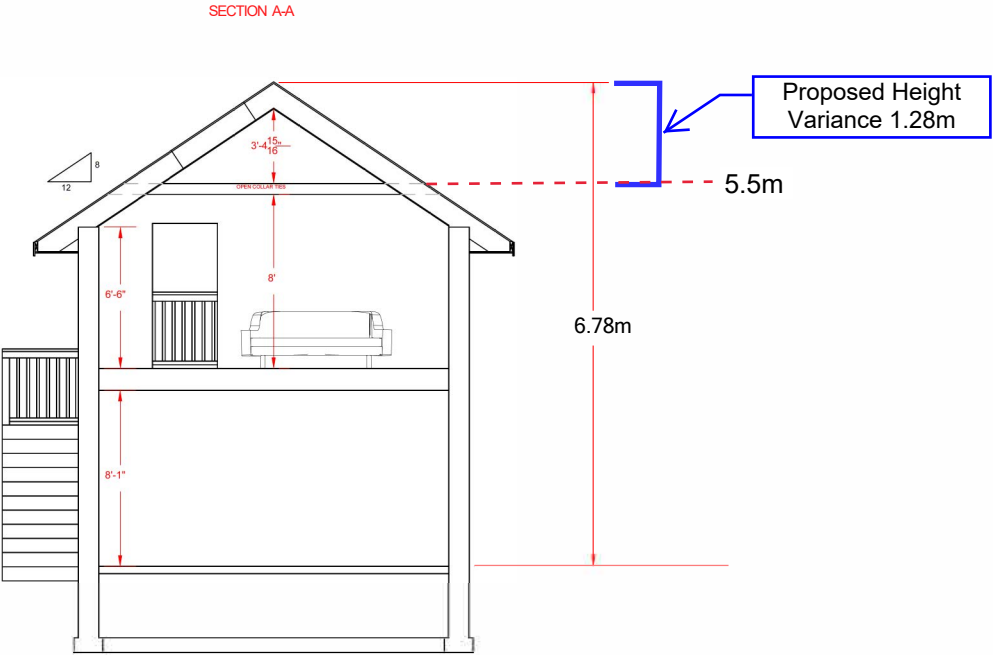 SECTION A-A
Proposed Height
Variance 1.28m
3'-4 15/16"
8
12
OPEN COLLAR TIES
5.5m
6'-6"
8'
6.78m
8'-1"